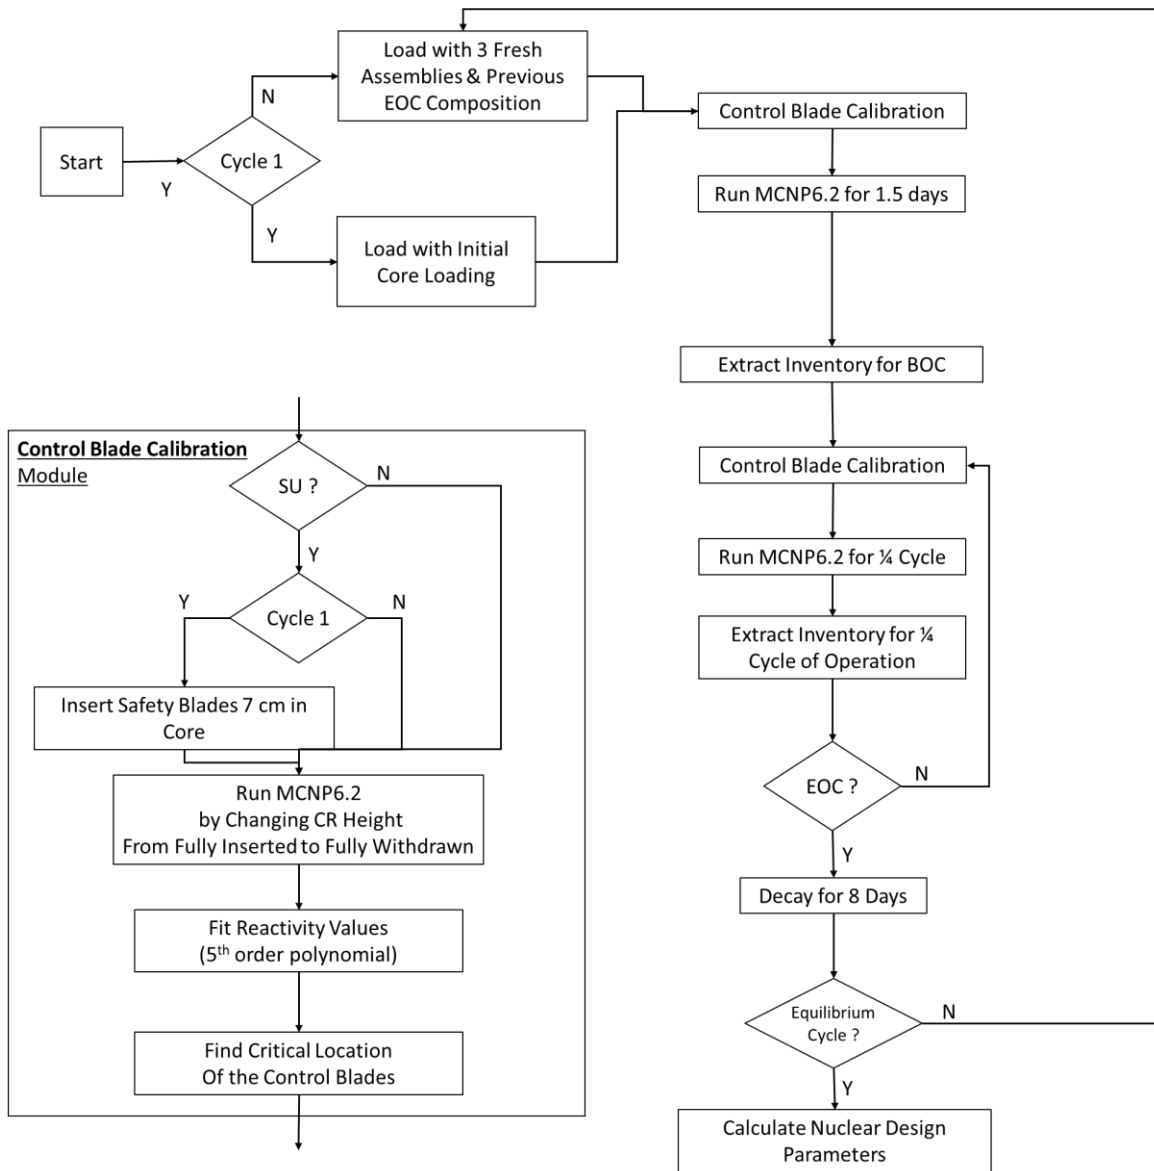 Load with 3 Fresh
Assemblies & Previous
EOC Composition
N
Start
Y
Cycle 1
Y
Load with Initial
Core Loading
Control Blade Calibration
Run MCNP6.2 for 1.5 days
Extract Inventory for BOC
Control Blade Calibration
Run MCNP6.2 for ¼ Cycle
Extract Inventory for ¼
Cycle of Operation
EOC ?
N
Y
Decay for 8 Days
Equilibrium
Cycle ?
N
Y
Calculate Nuclear Design
Parameters
Control Blade Calibration
Module
SU ?
N
Y
Cycle 1
Y
N
Insert Safety Blades 7 cm in
Core
Run MCNP6.2
by Changing CR Height
From Fully Inserted to Fully Withdrawn
Fit Reactivity Values
(5th order polynomial)
Find Critical Location
Of the Control Blades